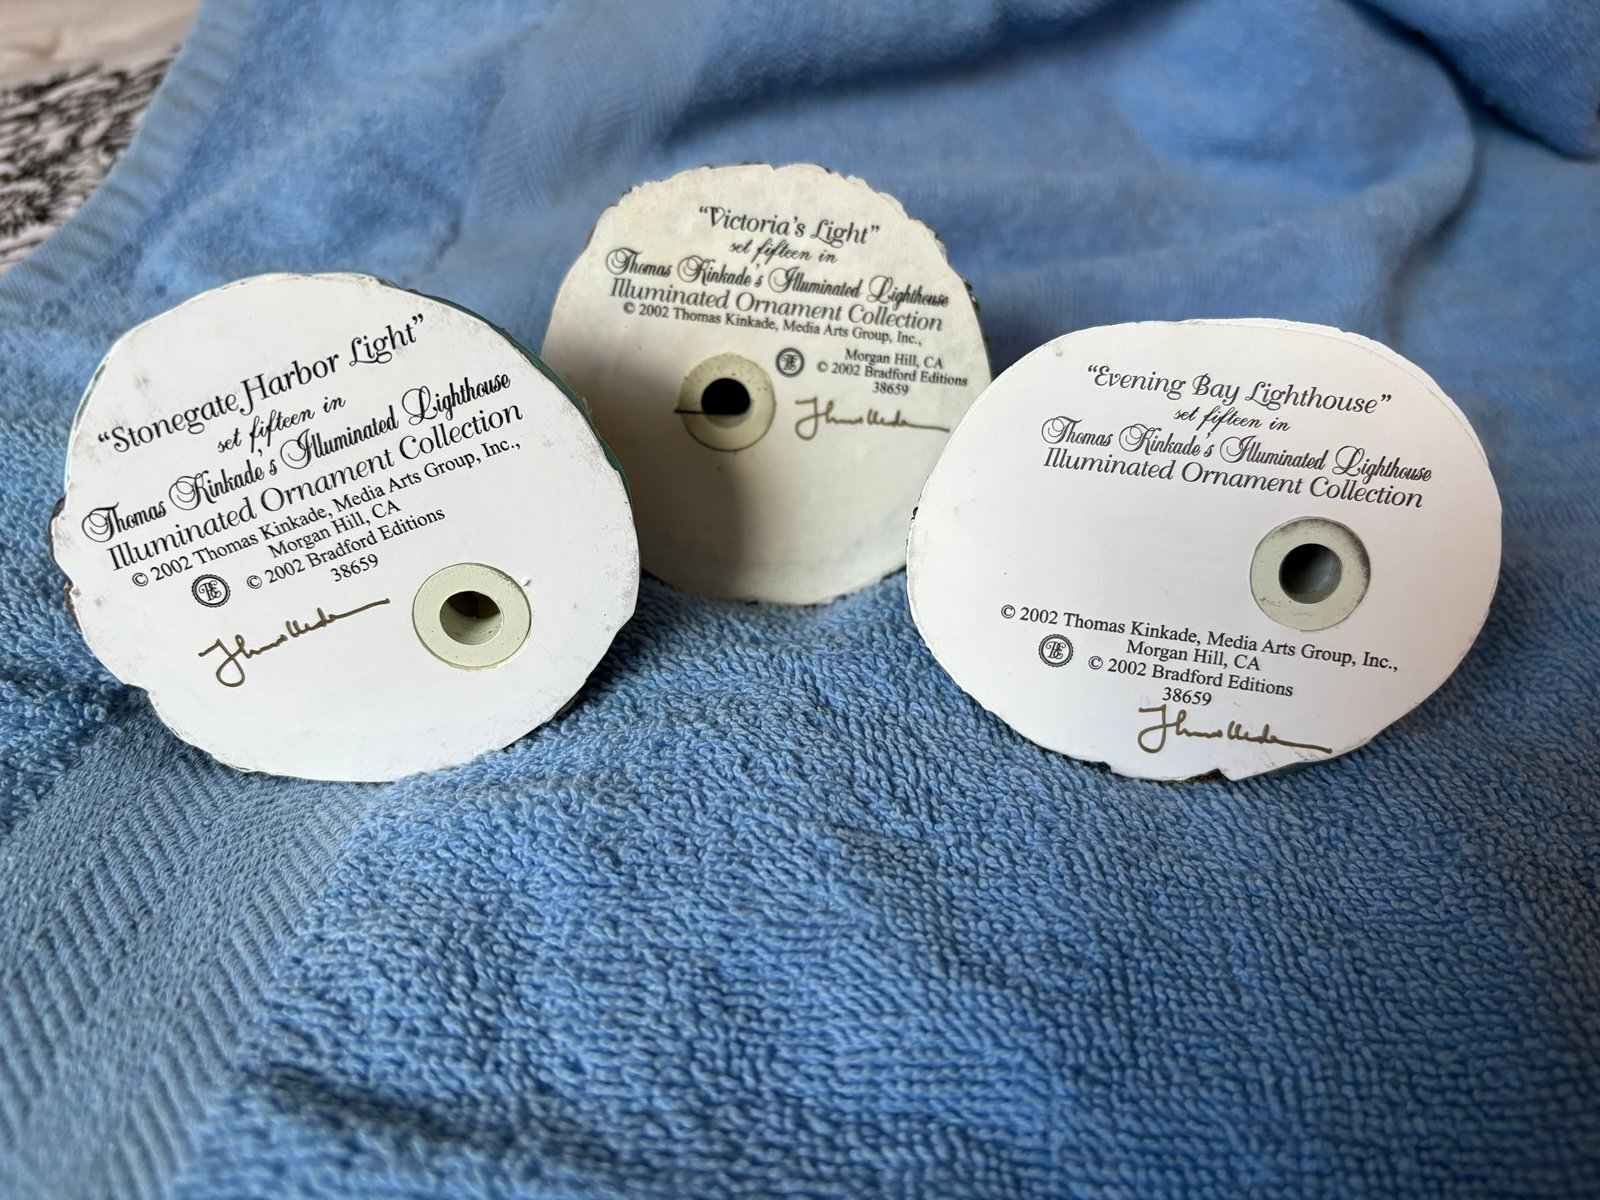 “Stonegate Harbor Light”
set fifteen in
Thomas Kinkade's Illuminated Lighthouse
Illuminated Ornament Collection
© 2002 Thomas Kinkade, Media Arts Group, Inc.,
Morgan Hill, CA
© 2002 Bradford Editions
38659
“Victoria's Light”
set fifteen in
Thomas Kinkade's Illuminated Lighthouse
Illuminated Ornament Collection
© 2002 Thomas Kinkade, Media Arts Group, Inc.,
Morgan Hill, CA
© 2002 Bradford Editions
38659
“Evening Bay Lighthouse”
set fifteen in
Thomas Kinkade's Illuminated Lighthouse
Illuminated Ornament Collection
© 2002 Thomas Kinkade, Media Arts Group, Inc.,
Morgan Hill, CA
© 2002 Bradford Editions
38659